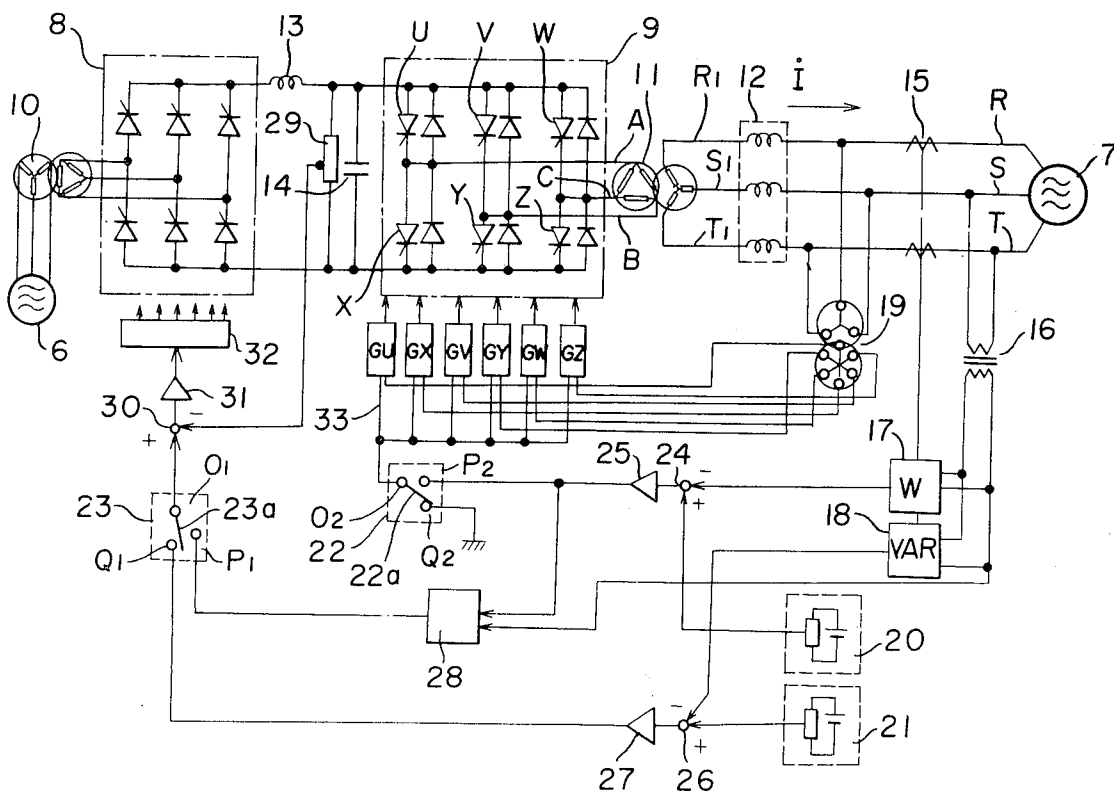 8
13
U
V
W
9
10
29
14
R1
11
12
İ
15
R
A
S1
S
7
C
Y
Z
B
T1
T
X
6
32
GU
GX
GV
GY
GW
GZ
19
16
31
33
30
−
+
17
W
O1
23
23a
Q1
P1
P2
25
24
−
+
O2
22
22a
Q2
18
VAR
28
20
27
−
+
26
21